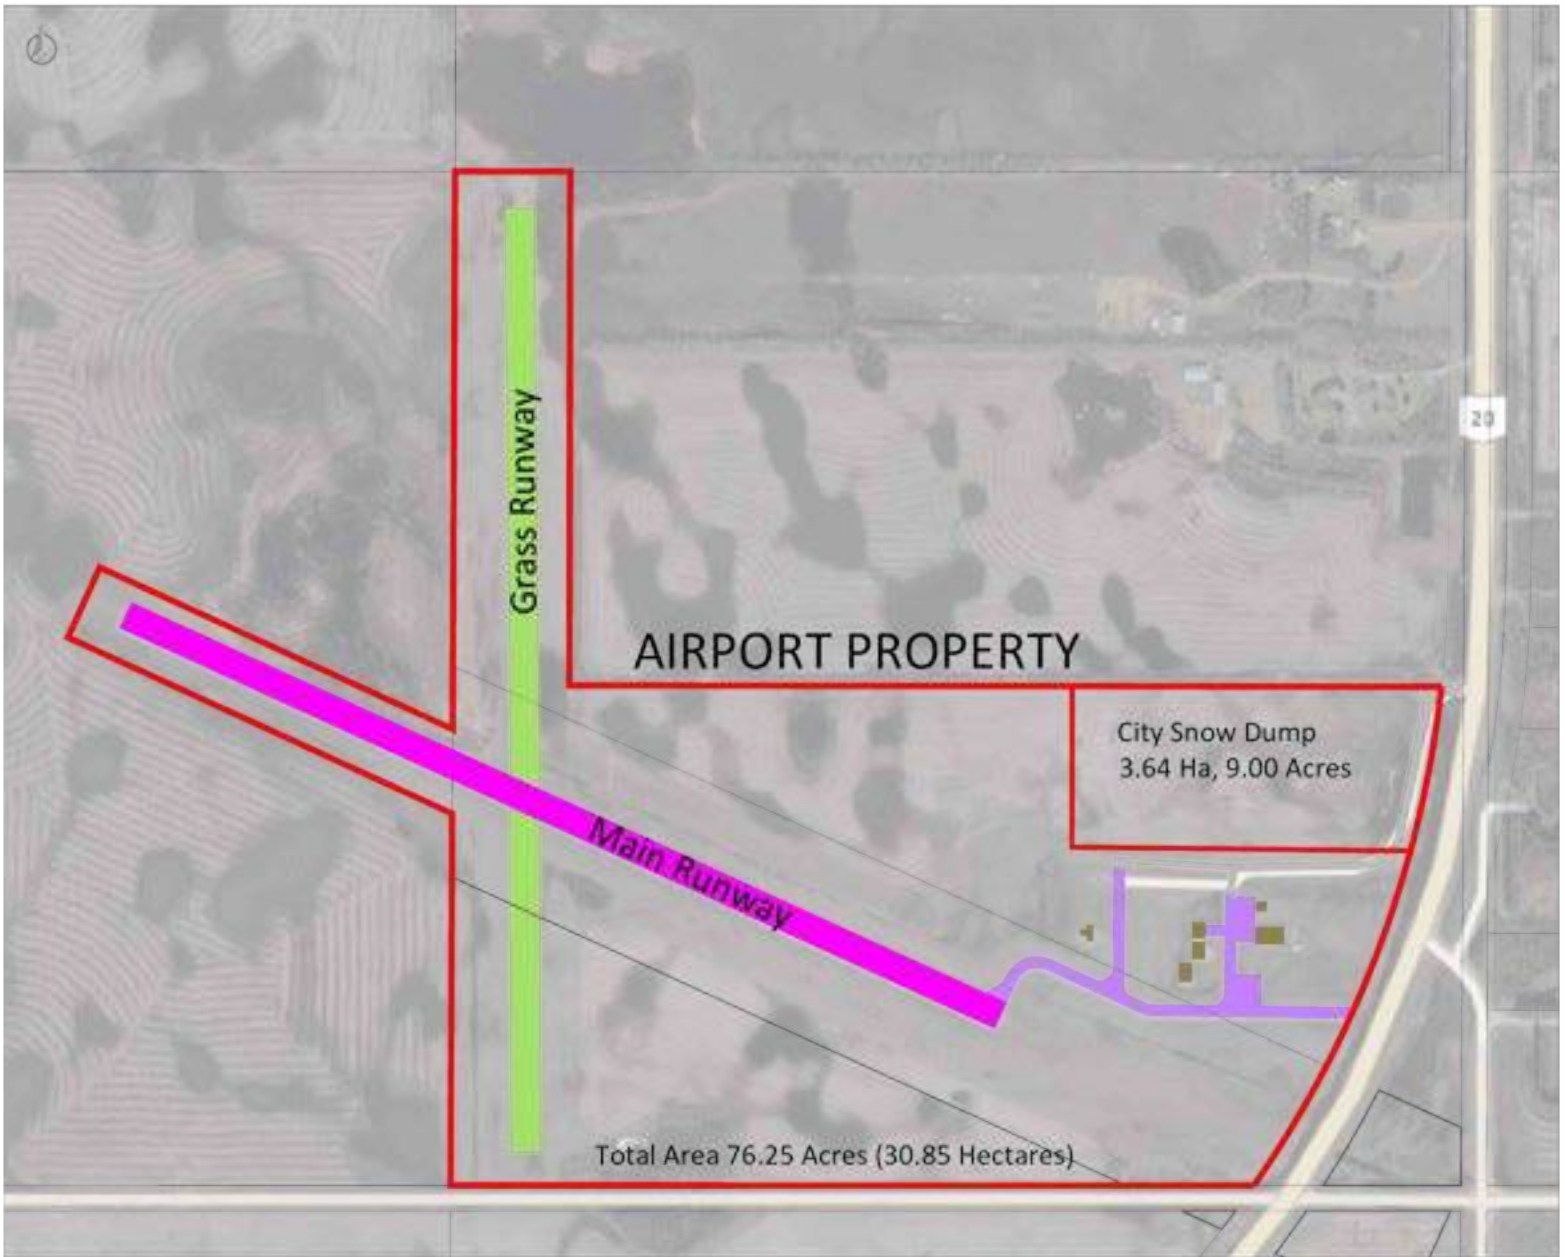 20
Grass Runway
AIRPORT PROPERTY
City Snow Dump
3.64 Ha, 9.00 Acres
Main Runway
Total Area 76.25 Acres (30.85 Hectares)